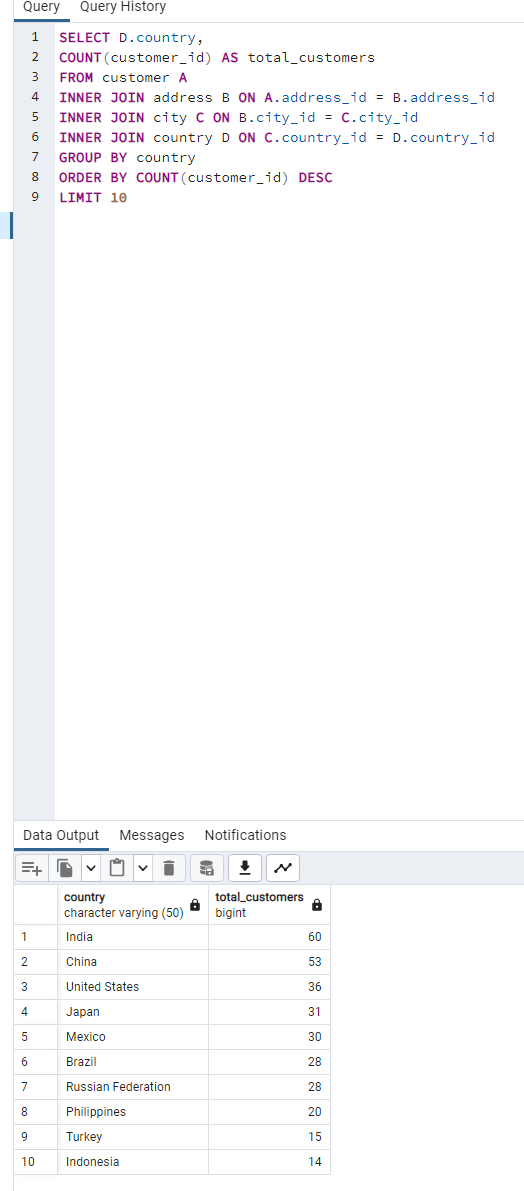 Query Query History
1 SELECT D.country,
2 COUNT(customer_id) AS total_customers
3 FROM customer A
4 INNER JOIN address B ON A.address_id = B.address_id
5 INNER JOIN city C ON B.city_id = C.city_id
6 INNER JOIN country D ON C.country_id = D.country_id
7 GROUP BY country
8 ORDER BY COUNT(customer_id) DESC
9 LIMIT 10
Data Output Messages Notifications
country total_customers
character varying (50) bigint
1 India 60
2 China 53
3 United States 36
4 Japan 31
5 Mexico 30
6 Brazil 28
7 Russian Federation 28
8 Philippines 20
9 Turkey 15
10 Indonesia 14